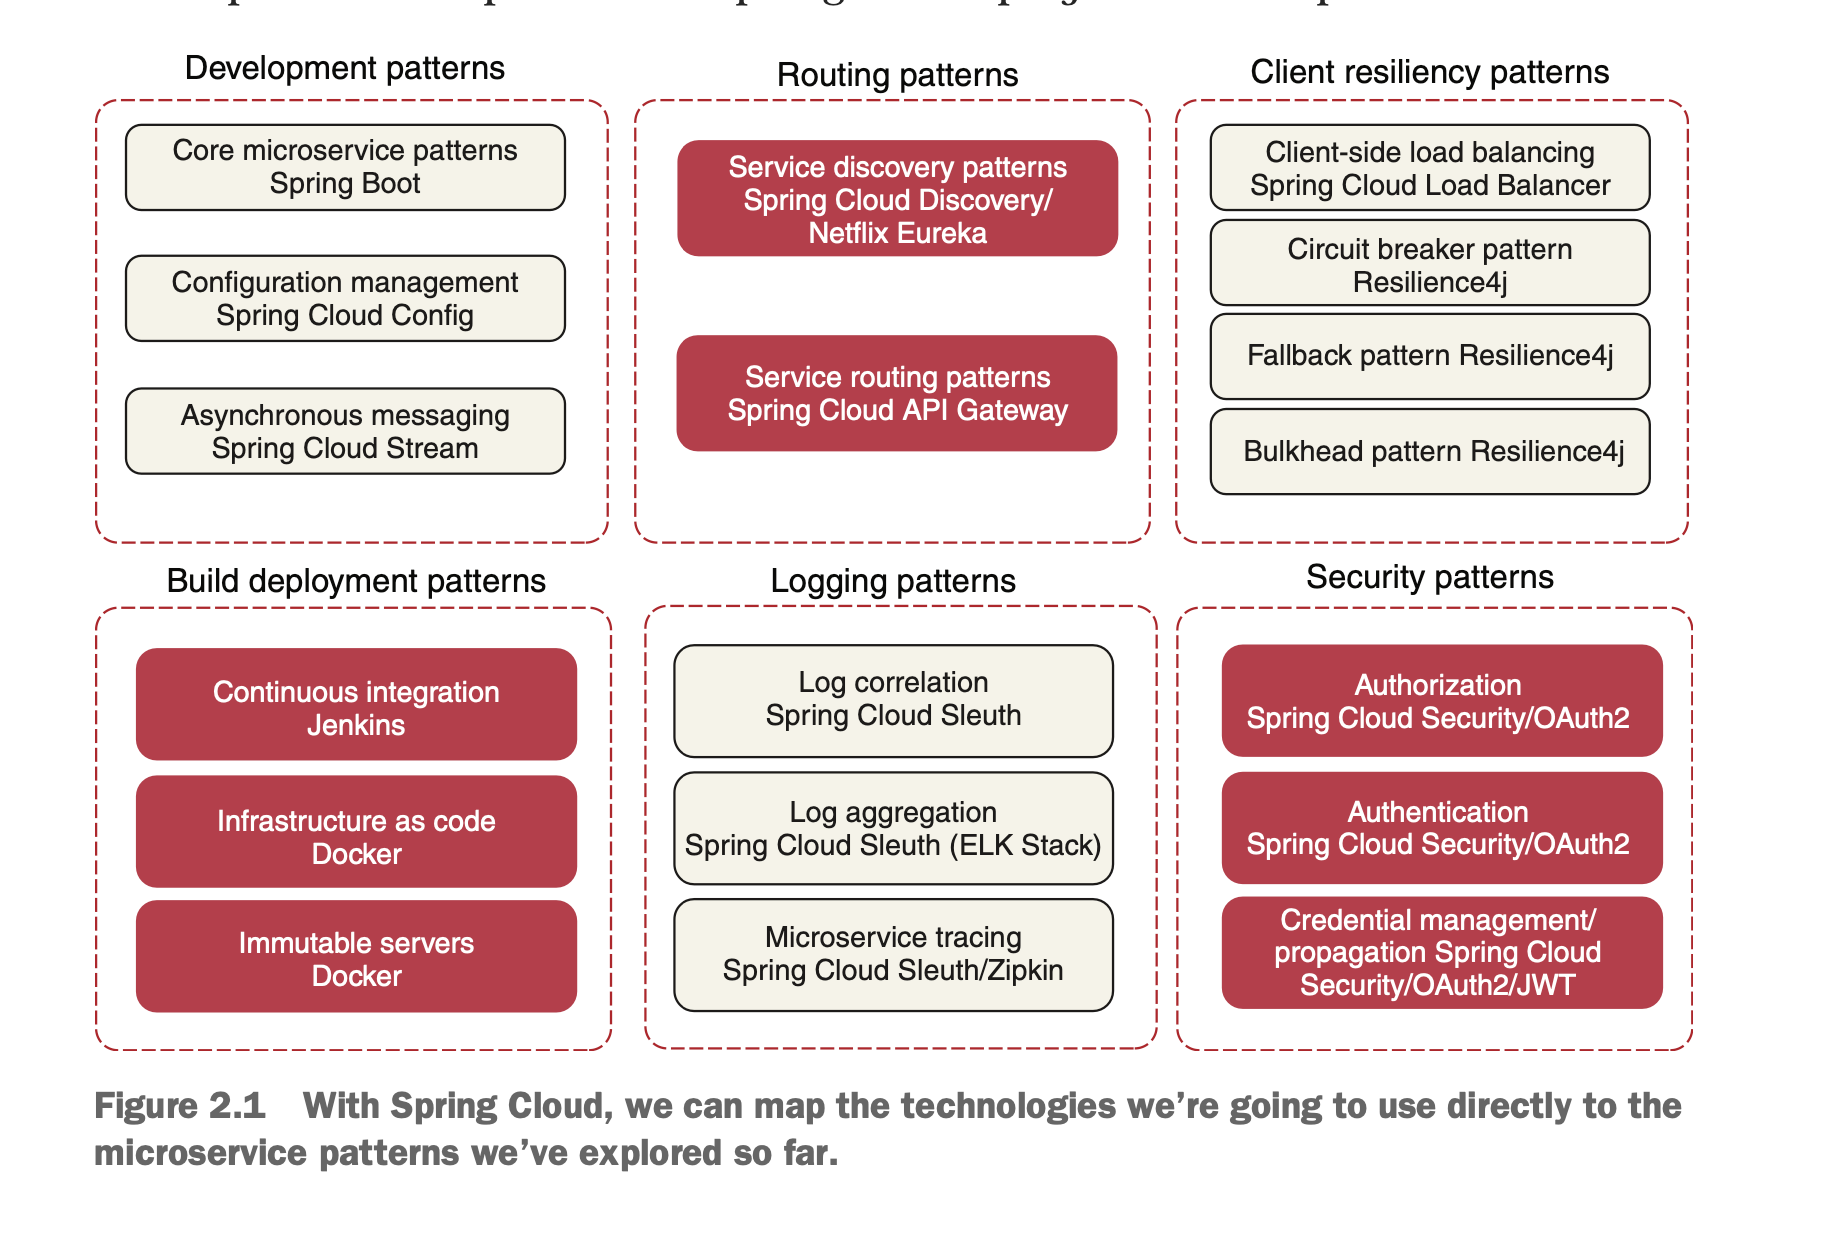 Development patterns
Core microservice patterns
Spring Boot
Configuration management
Spring Cloud Config
Asynchronous messaging
Spring Cloud Stream
Routing patterns
Service discovery patterns
Spring Cloud Discovery/
Netflix Eureka
Service routing patterns
Spring Cloud API Gateway
Client resiliency patterns
Client-side load balancing
Spring Cloud Load Balancer
Circuit breaker pattern
Resilience4j
Fallback pattern Resilience4j
Bulkhead pattern Resilience4j
Build deployment patterns
Continuous integration
Jenkins
Infrastructure as code
Docker
Immutable servers
Docker
Logging patterns
Log correlation
Spring Cloud Sleuth
Log aggregation
Spring Cloud Sleuth (ELK Stack)
Microservice tracing
Spring Cloud Sleuth/Zipkin
Security patterns
Authorization
Spring Cloud Security/OAuth2
Authentication
Spring Cloud Security/OAuth2
Credential management/
propagation Spring Cloud
Security/OAuth2/JWT
Figure 2.1 With Spring Cloud, we can map the technologies we’re going to use directly to the
microservice patterns we’ve explored so far.